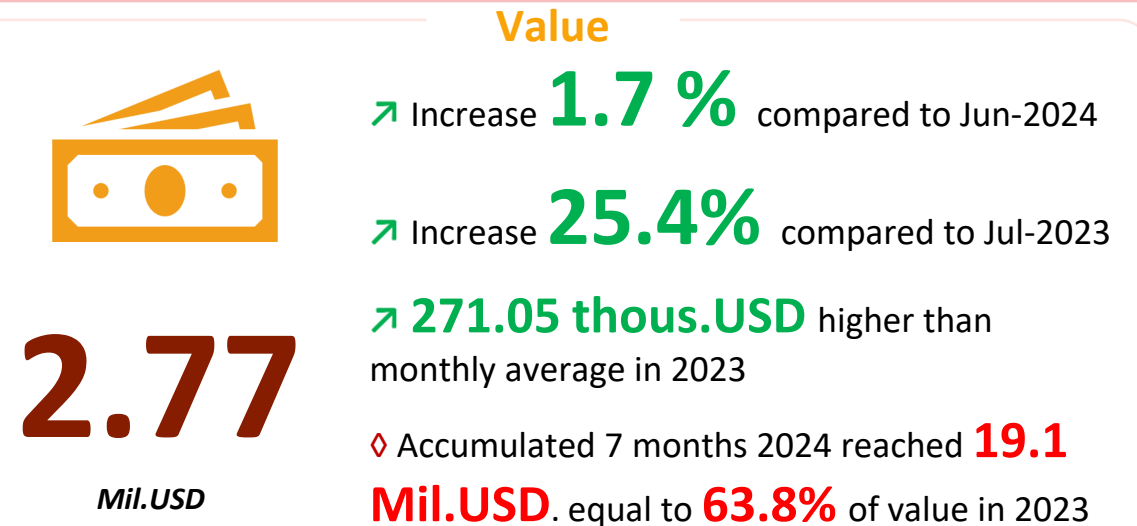 Value
↗ Increase 1.7 % compared to Jun-2024
↗ Increase 25.4% compared to Jul-2023
↗ 271.05 thous.USD higher than
monthly average in 2023
2.77
Mil.USD
◊ Accumulated 7 months 2024 reached 19.1
Mil.USD. equal to 63.8% of value in 2023